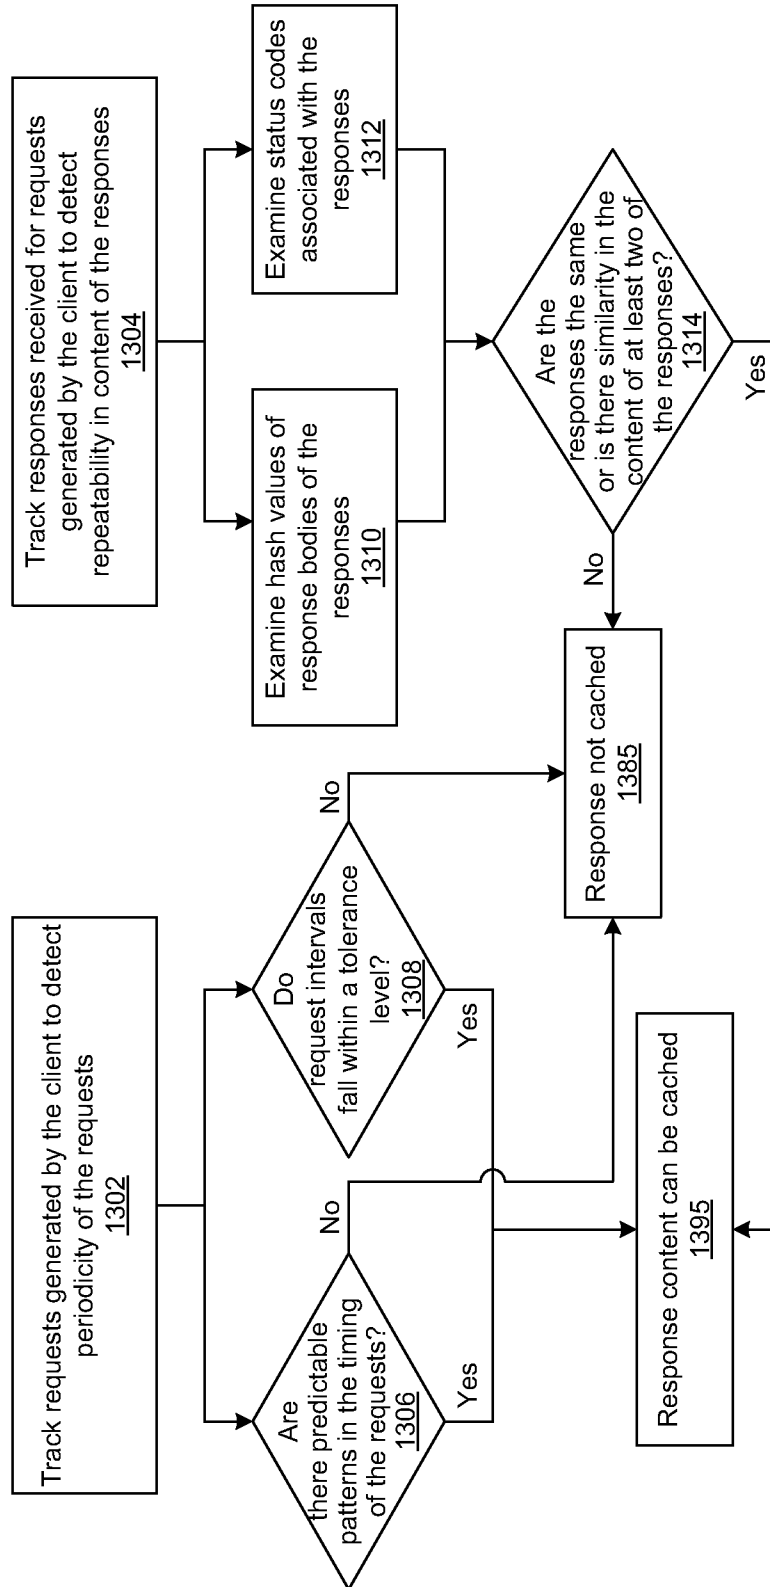 Track requests generated by the client to detect
periodicity of the requests
1302
Are
there predictable
patterns in the timing
of the requests?
1306
No
Yes
Do
request intervals
fall within a tolerance
level?
1308
No
Yes
Response content can be cached
1395
Track responses received for requests
generated by the client to detect
repeatability in content of the responses
1304
Examine hash values of
response bodies of the
responses
1310
Examine status codes
associated with the
responses
1312
Are the
responses the same
or is there similarity in the
content of at least two of
the responses?
1314
No
Yes
Response not cached
1385